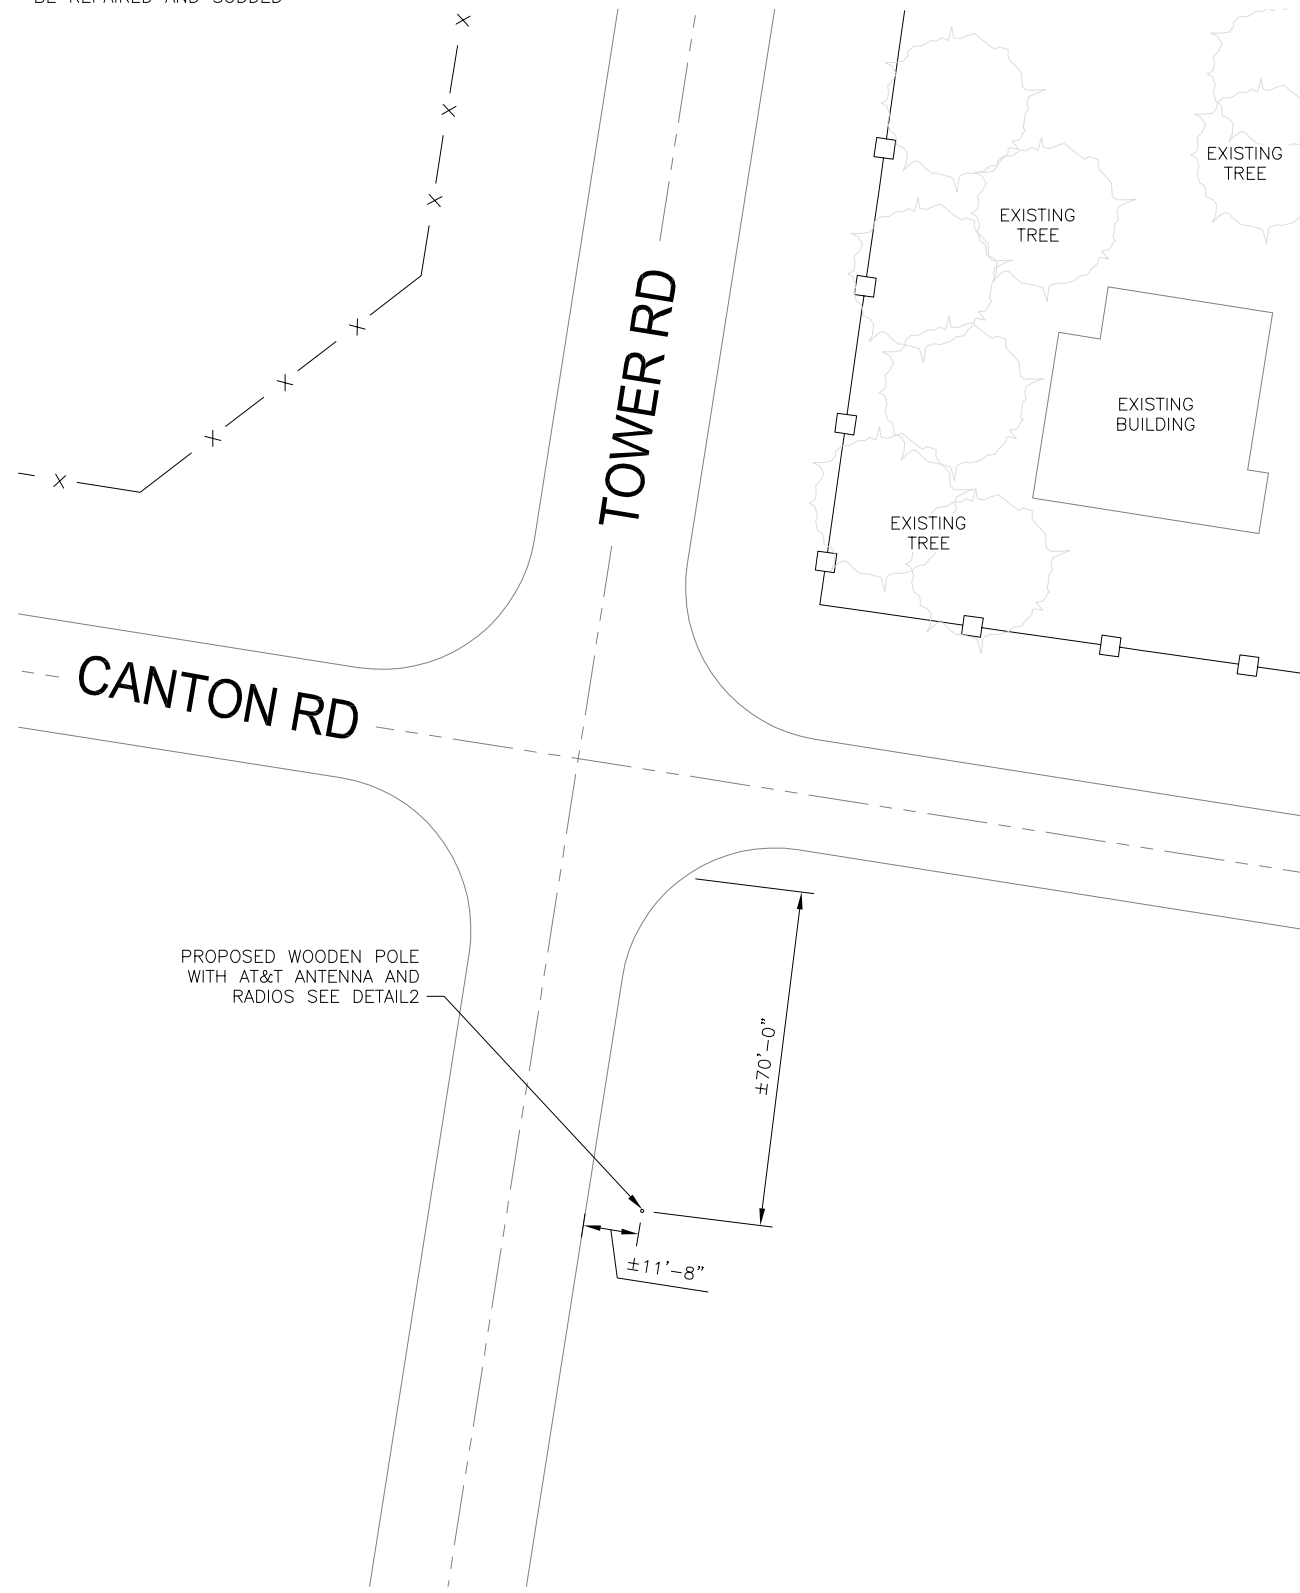 BE REPAIRED AND SODDED
EXISTING
TREE
EXISTING
TREE
TOWER RD
EXISTING
BUILDING
EXISTING
TREE
CANTON RD
PROPOSED WOODEN POLE
WITH AT&T ANTENNA AND
RADIOS SEE DETAIL2
±70'-0"
±11'-8"